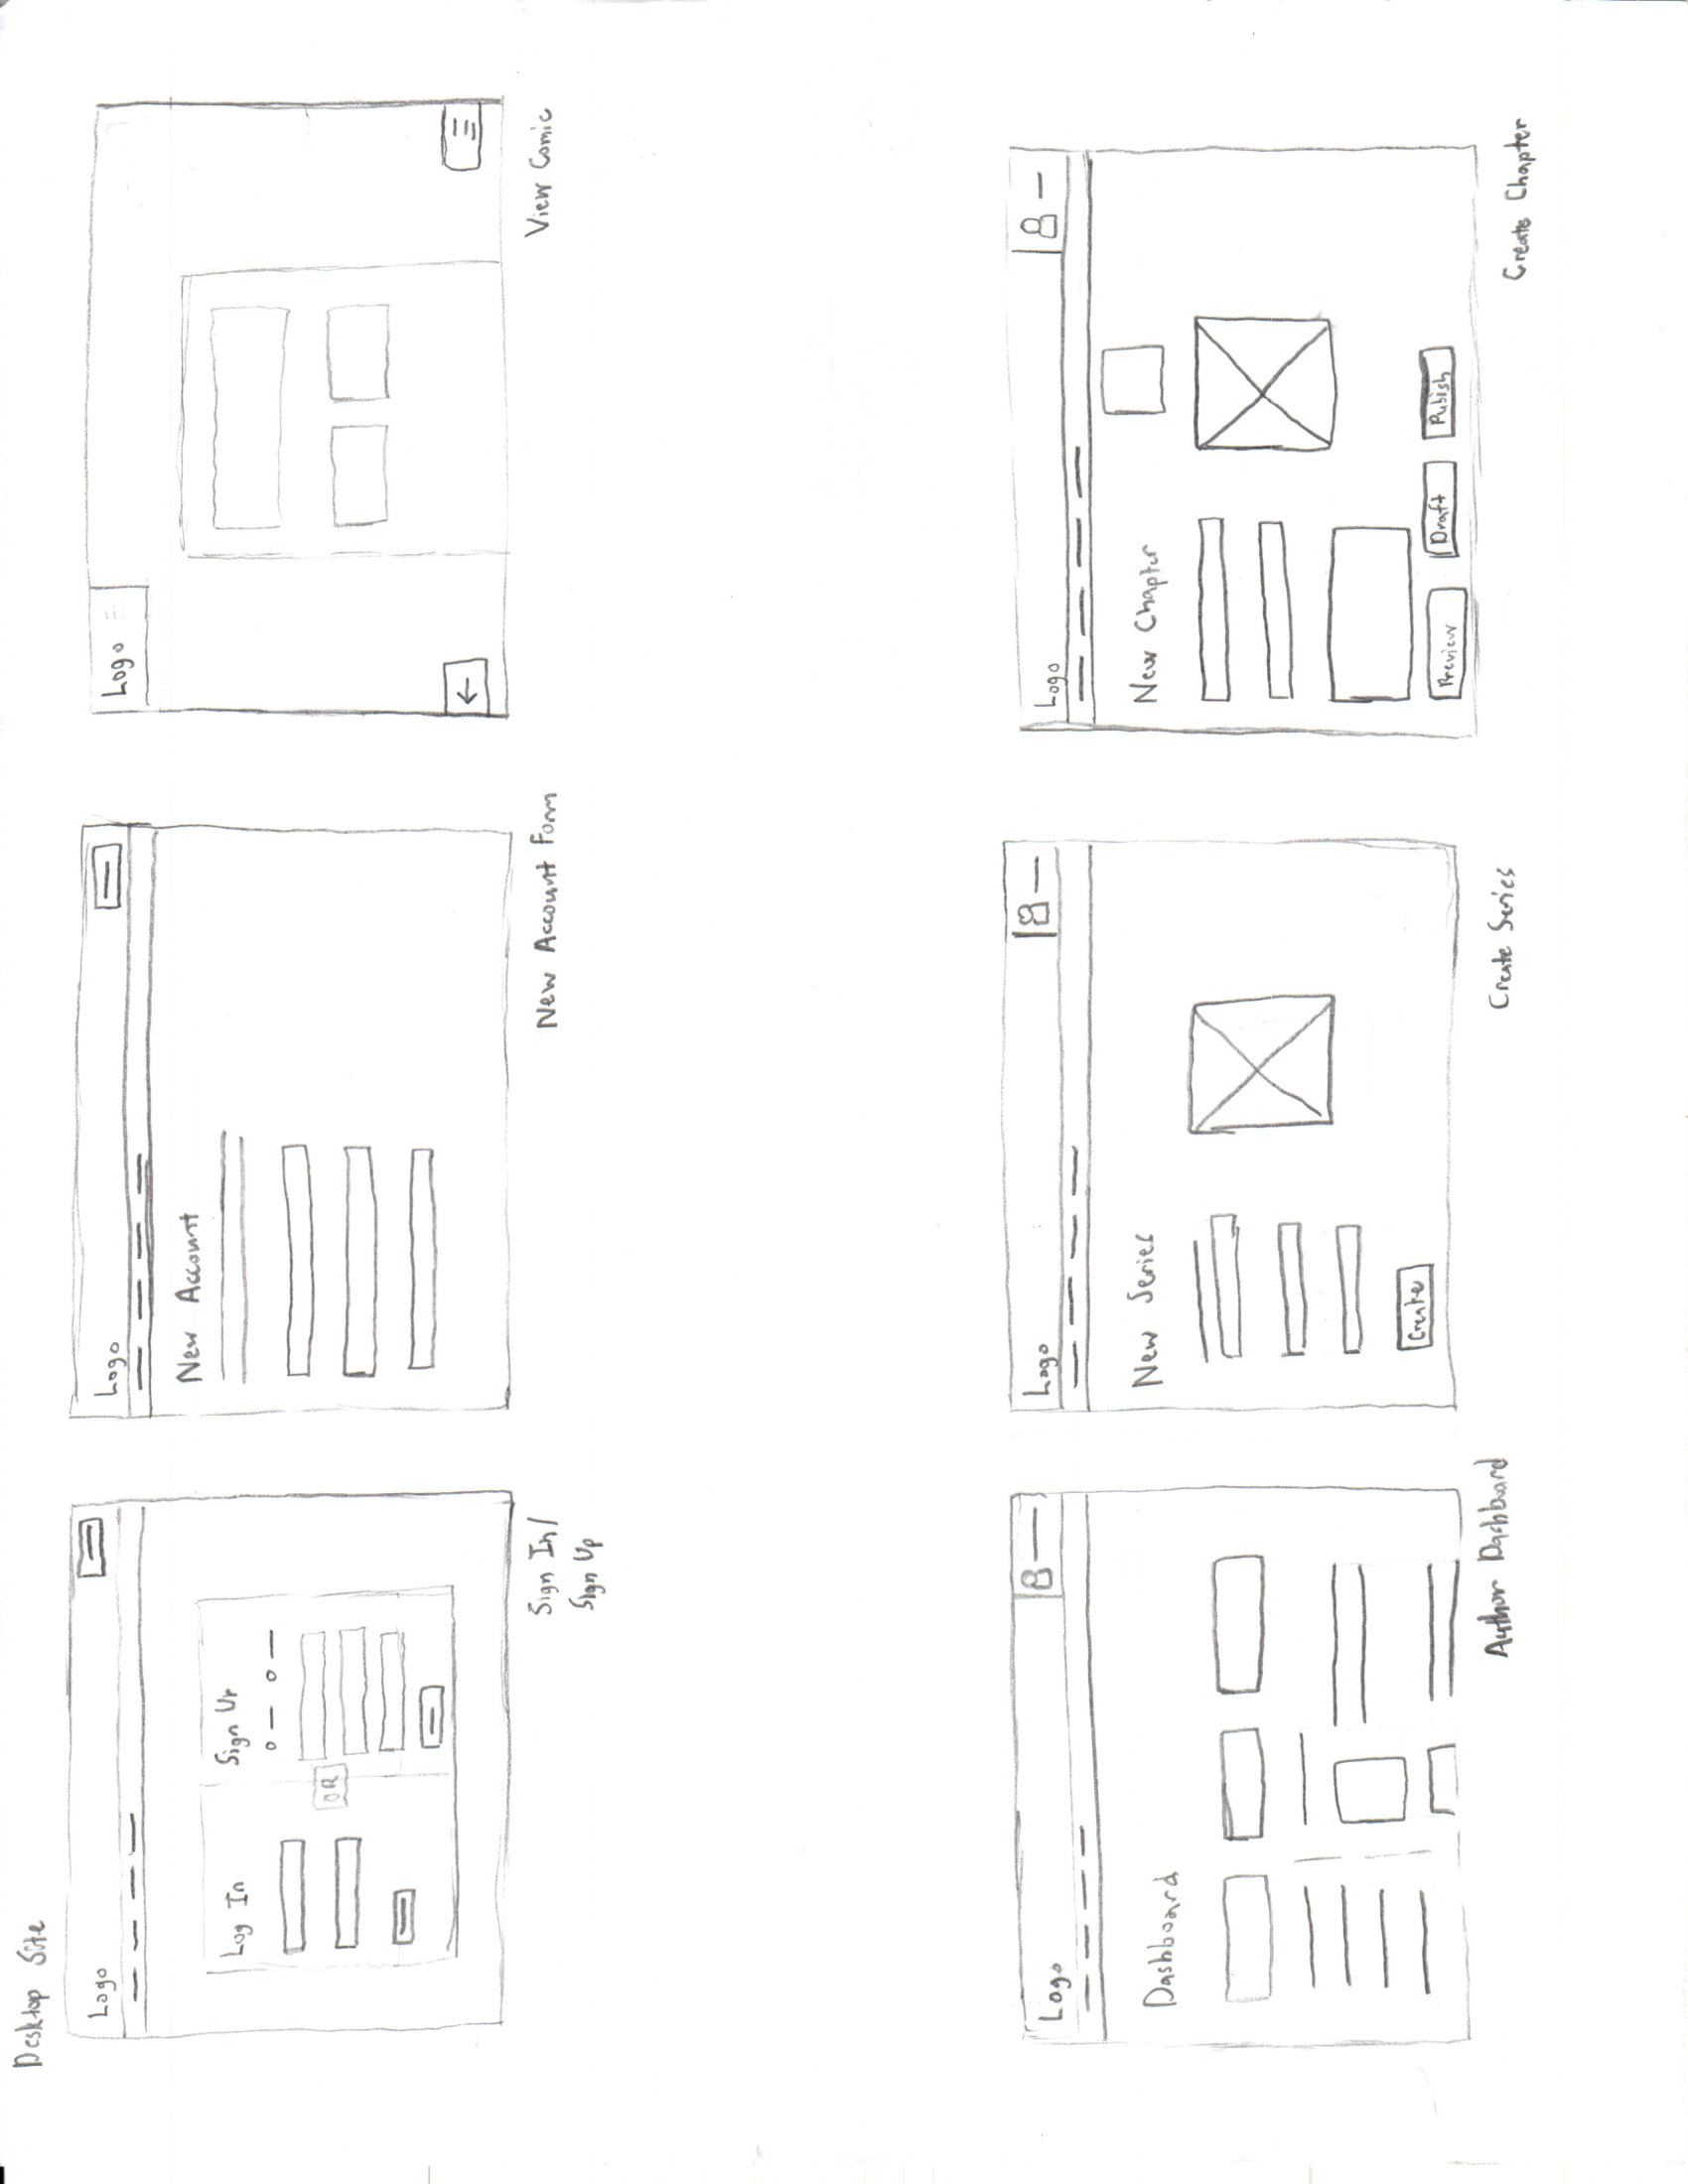 Desktop Site
Logo
Log In
Sign Up
OR
Sign In/
Sign Up
Logo
New Account
New Account Form
Logo
View Comic
Logo
Dashboard
Author Dashboard
Logo
New Series
Create
Create Series
Logo
New Chapter
Preview
Draft
Publish
Create Chapter